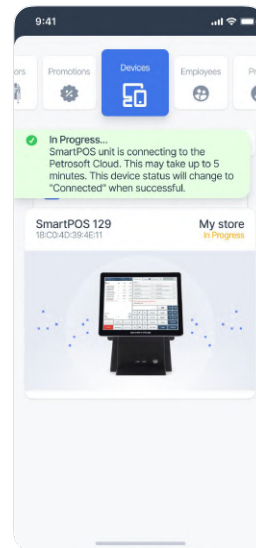 9:41
ors
Promotions
Devices
Employees
Pr
In Progress...
SmartPOS unit is connecting to the
Petrosoft Cloud. This may take up to 5
minutes. This device status will change to
"Connected" when successful.
SmartPOS 129
My store
18:C0:4D:39:4E:11
In Progress